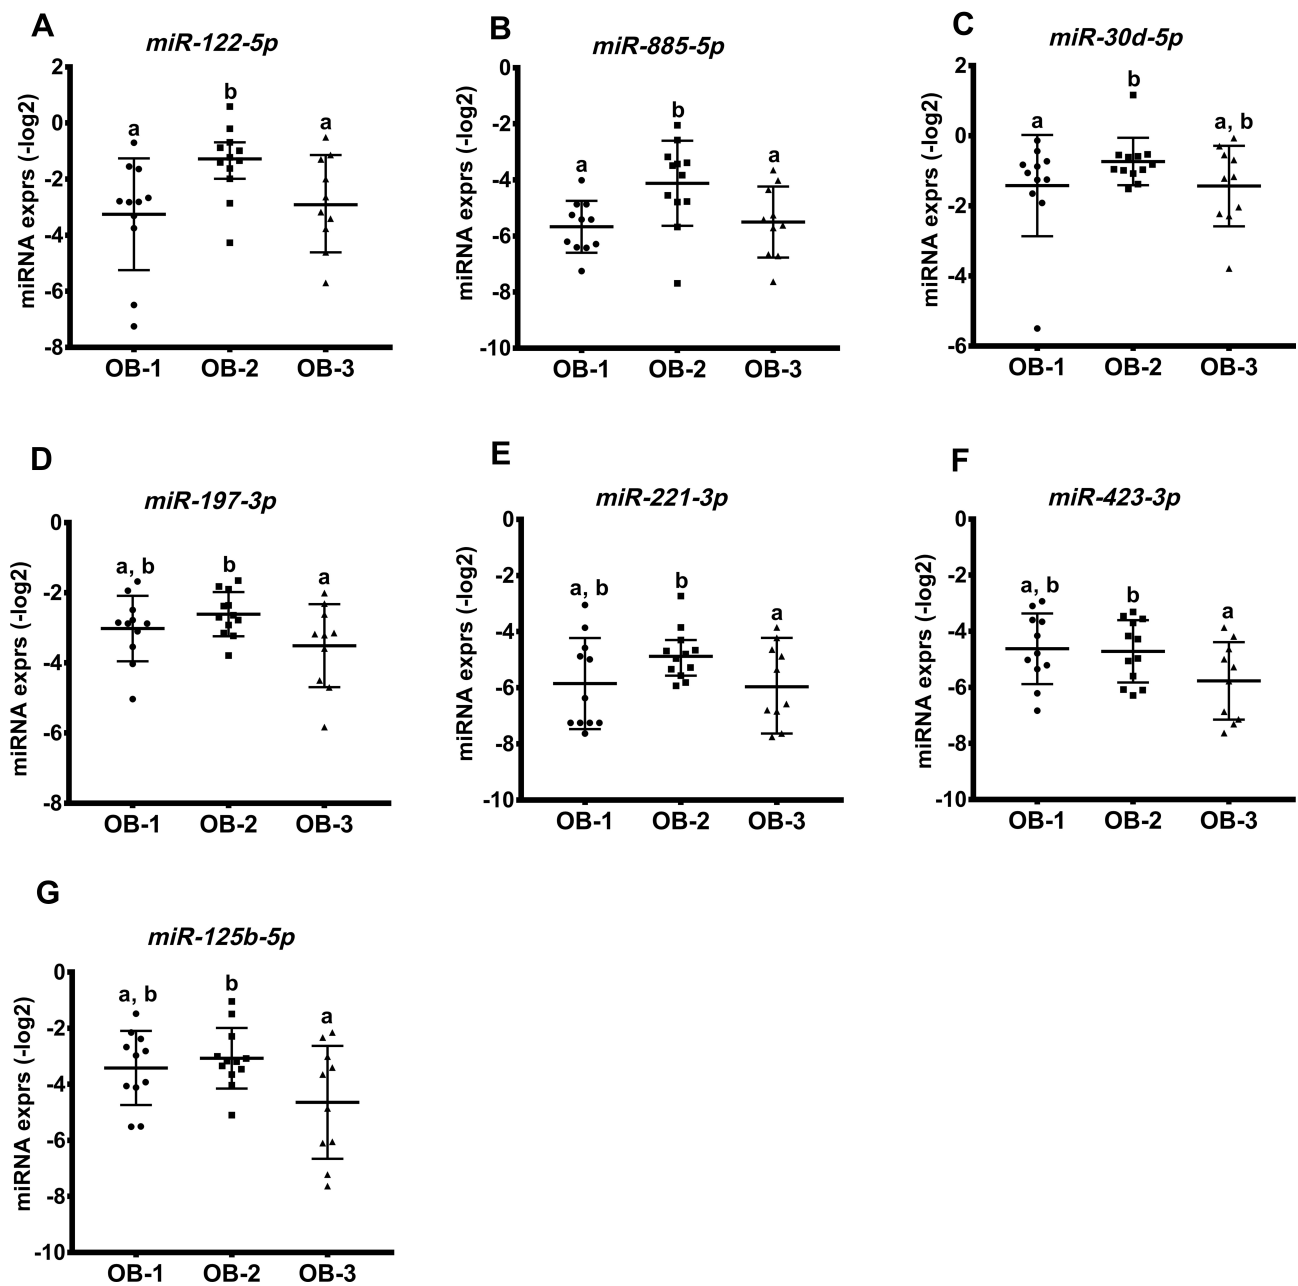 A
miR-122-5p
miRNA exprs (-log2)
2
0
-2
-4
-6
-8
a
b
a
OB-1
OB-2
OB-3
B
miR-885-5p
miRNA exprs (-log2)
0
-2
-4
-6
-8
-10
a
b
a
OB-1
OB-2
OB-3
C
miR-30d-5p
miRNA exprs (-log2)
2
0
-2
-4
-6
a
b
a, b
OB-1
OB-2
OB-3
D
miR-197-3p
miRNA exprs (-log2)
0
-2
-4
-6
-8
a, b
b
a
OB-1
OB-2
OB-3
E
miR-221-3p
miRNA exprs (-log2)
0
-2
-4
-6
-8
-10
a, b
b
a
OB-1
OB-2
OB-3
F
miR-423-3p
miRNA exprs (-log2)
0
-2
-4
-6
-8
-10
a, b
b
a
OB-1
OB-2
OB-3
G
miR-125b-5p
miRNA exprs (-log2)
0
-2
-4
-6
-8
-10
a, b
b
a
OB-1
OB-2
OB-3